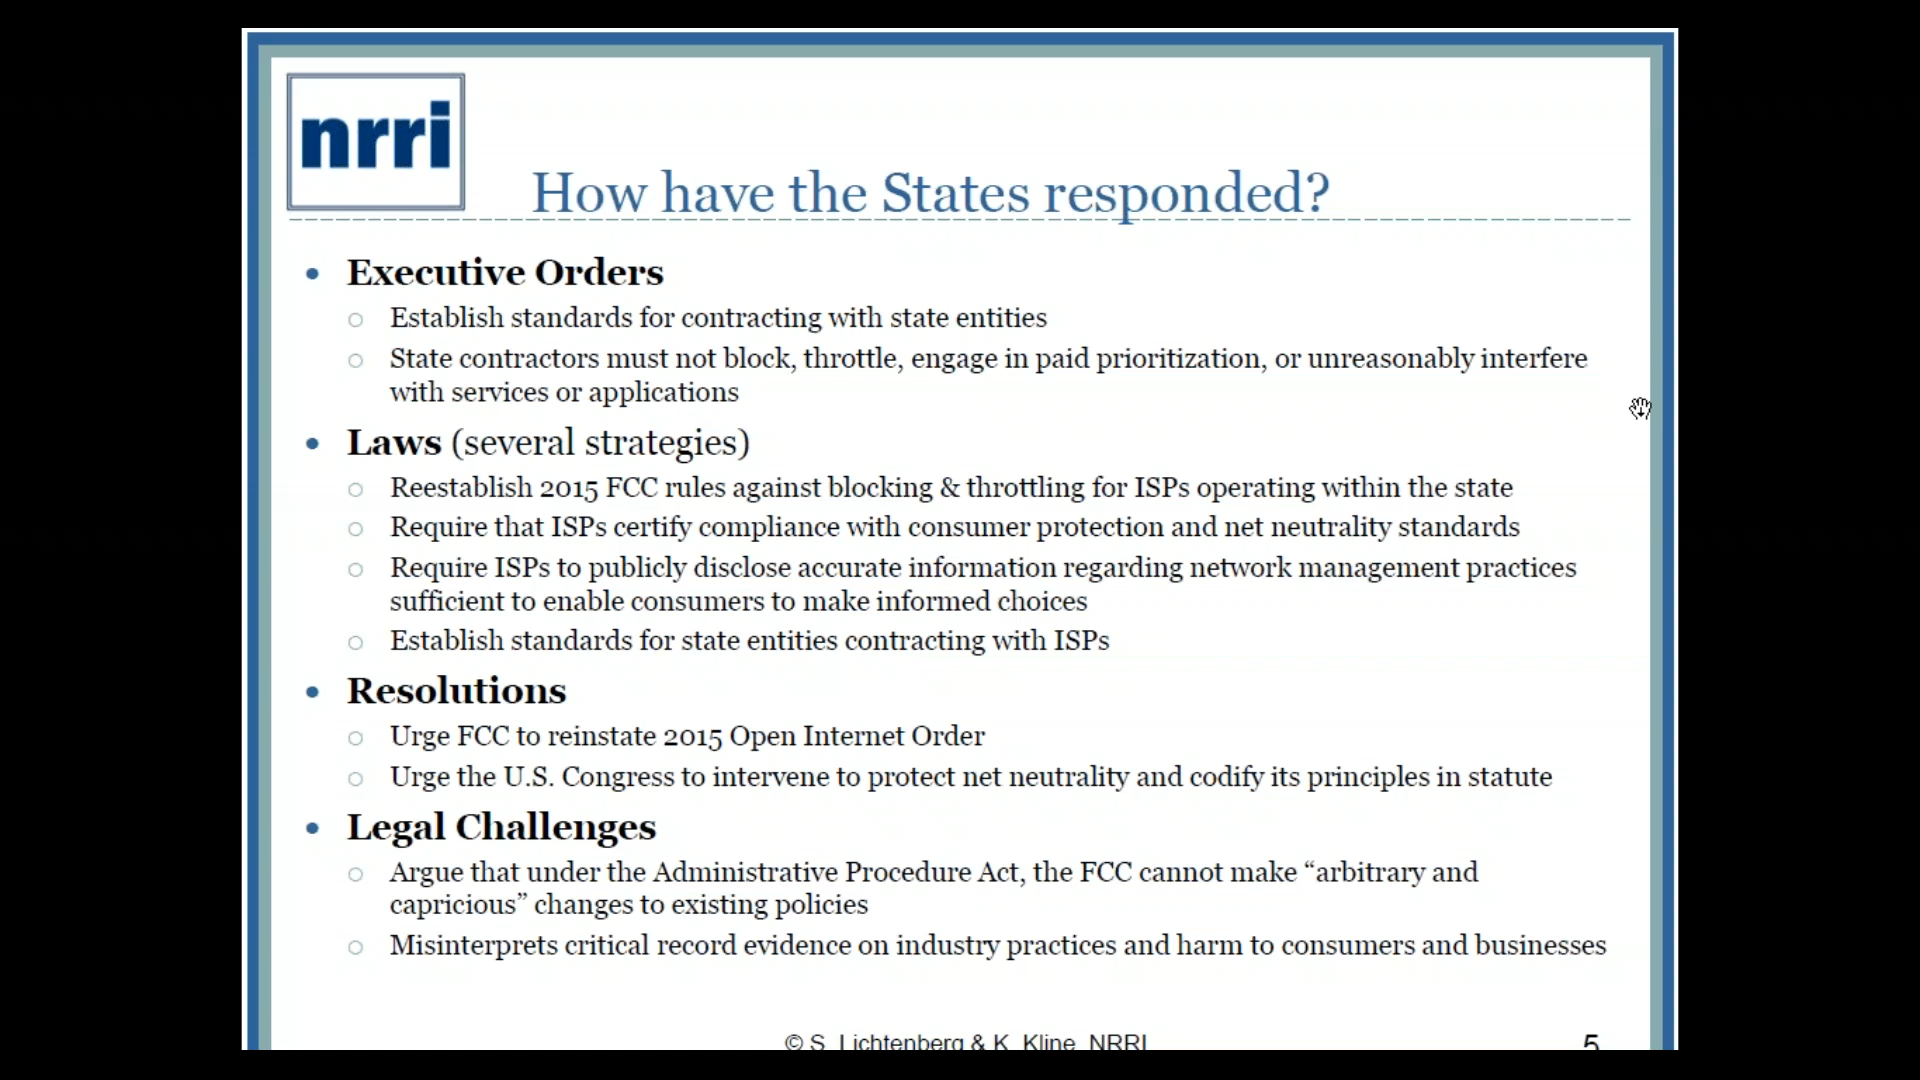 nrri
How have the States responded?
• Executive Orders
○ Establish standards for contracting with state entities
○ State contractors must not block, throttle, engage in paid prioritization, or unreasonably interfere
with services or applications
• Laws (several strategies)
○ Reestablish 2015 FCC rules against blocking & throttling for ISPs operating within the state
○ Require that ISPs certify compliance with consumer protection and net neutrality standards
○ Require ISPs to publicly disclose accurate information regarding network management practices
sufficient to enable consumers to make informed choices
○ Establish standards for state entities contracting with ISPs
• Resolutions
○ Urge FCC to reinstate 2015 Open Internet Order
○ Urge the U.S. Congress to intervene to protect net neutrality and codify its principles in statute
• Legal Challenges
○ Argue that under the Administrative Procedure Act, the FCC cannot make “arbitrary and
capricious” changes to existing policies
○ Misinterprets critical record evidence on industry practices and harm to consumers and businesses
© S. Lichtenberg & K. Kline, NRRI 5